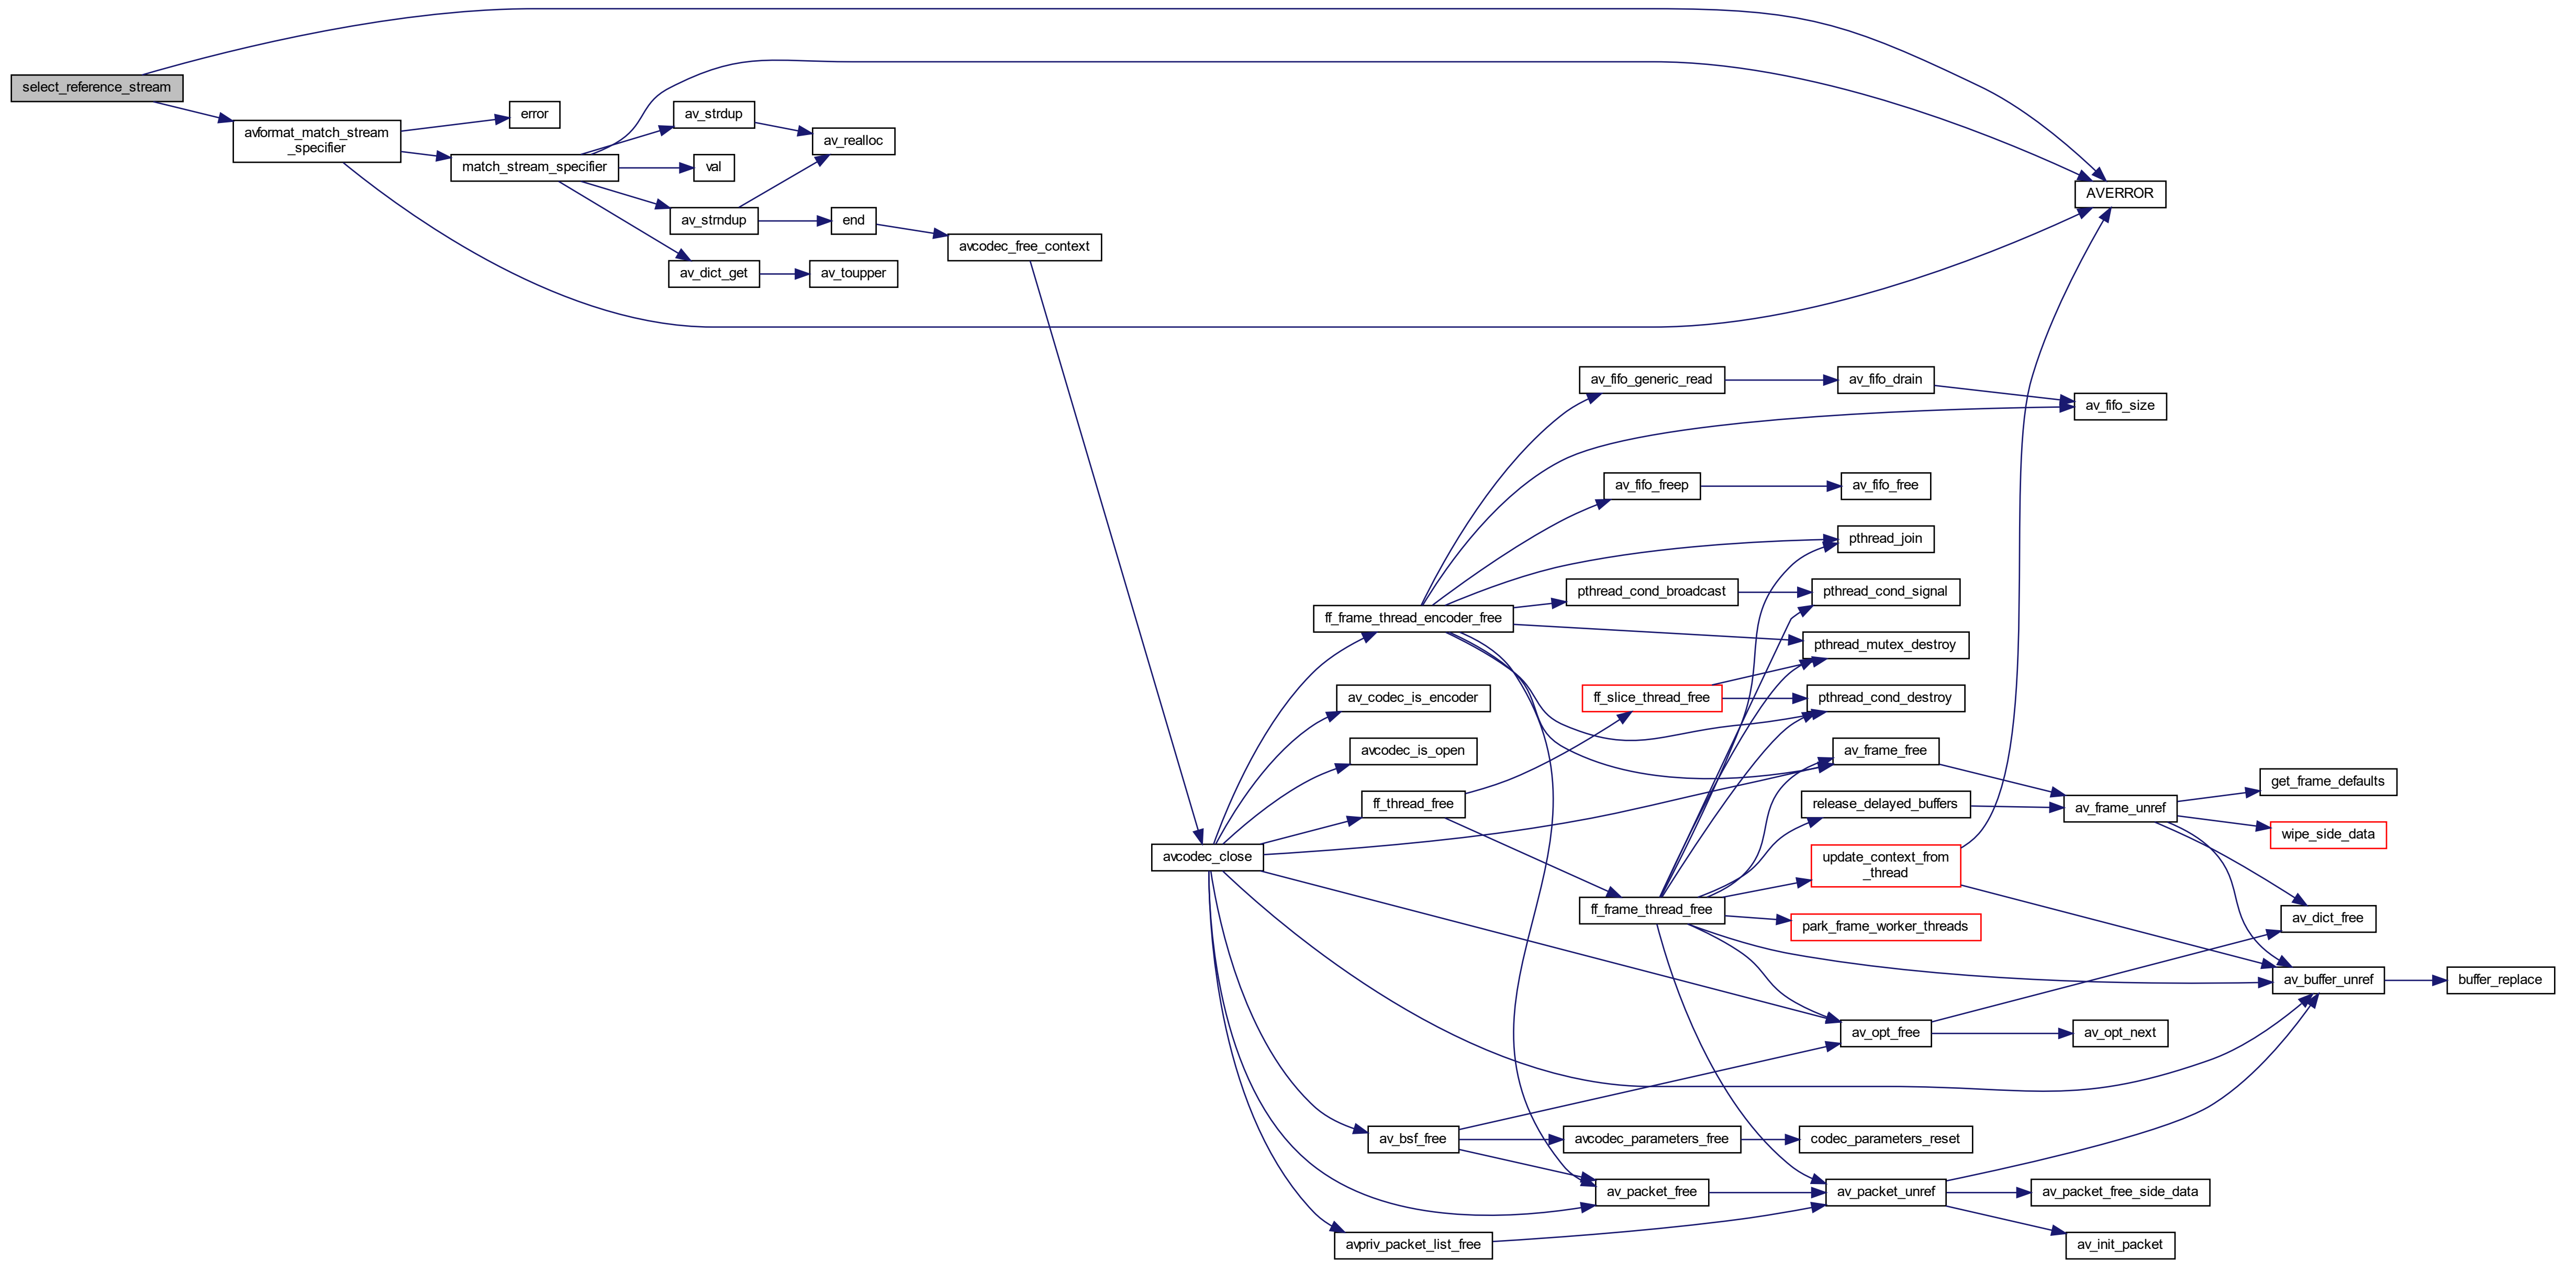 select_reference_stream
avformat_match_stream
_specifier
error
match_stream_specifier
av_strdup
val
av_strndup
av_dict_get
av_realloc
end
av_toupper
avcodec_free_context
AVERROR
avcodec_close
ff_frame_thread_encoder_free
av_codec_is_encoder
avcodec_is_open
ff_thread_free
av_bsf_free
avpriv_packet_list_free
av_fifo_generic_read
av_fifo_freep
pthread_cond_broadcast
ff_slice_thread_free
ff_frame_thread_free
avcodec_parameters_free
av_packet_free
av_fifo_drain
av_fifo_free
pthread_join
pthread_cond_signal
pthread_mutex_destroy
pthread_cond_destroy
av_frame_free
release_delayed_buffers
update_context_from
_thread
park_frame_worker_threads
av_opt_free
codec_parameters_reset
av_packet_unref
av_fifo_size
av_frame_unref
av_opt_next
av_packet_free_side_data
av_init_packet
get_frame_defaults
wipe_side_data
av_dict_free
av_buffer_unref
buffer_replace